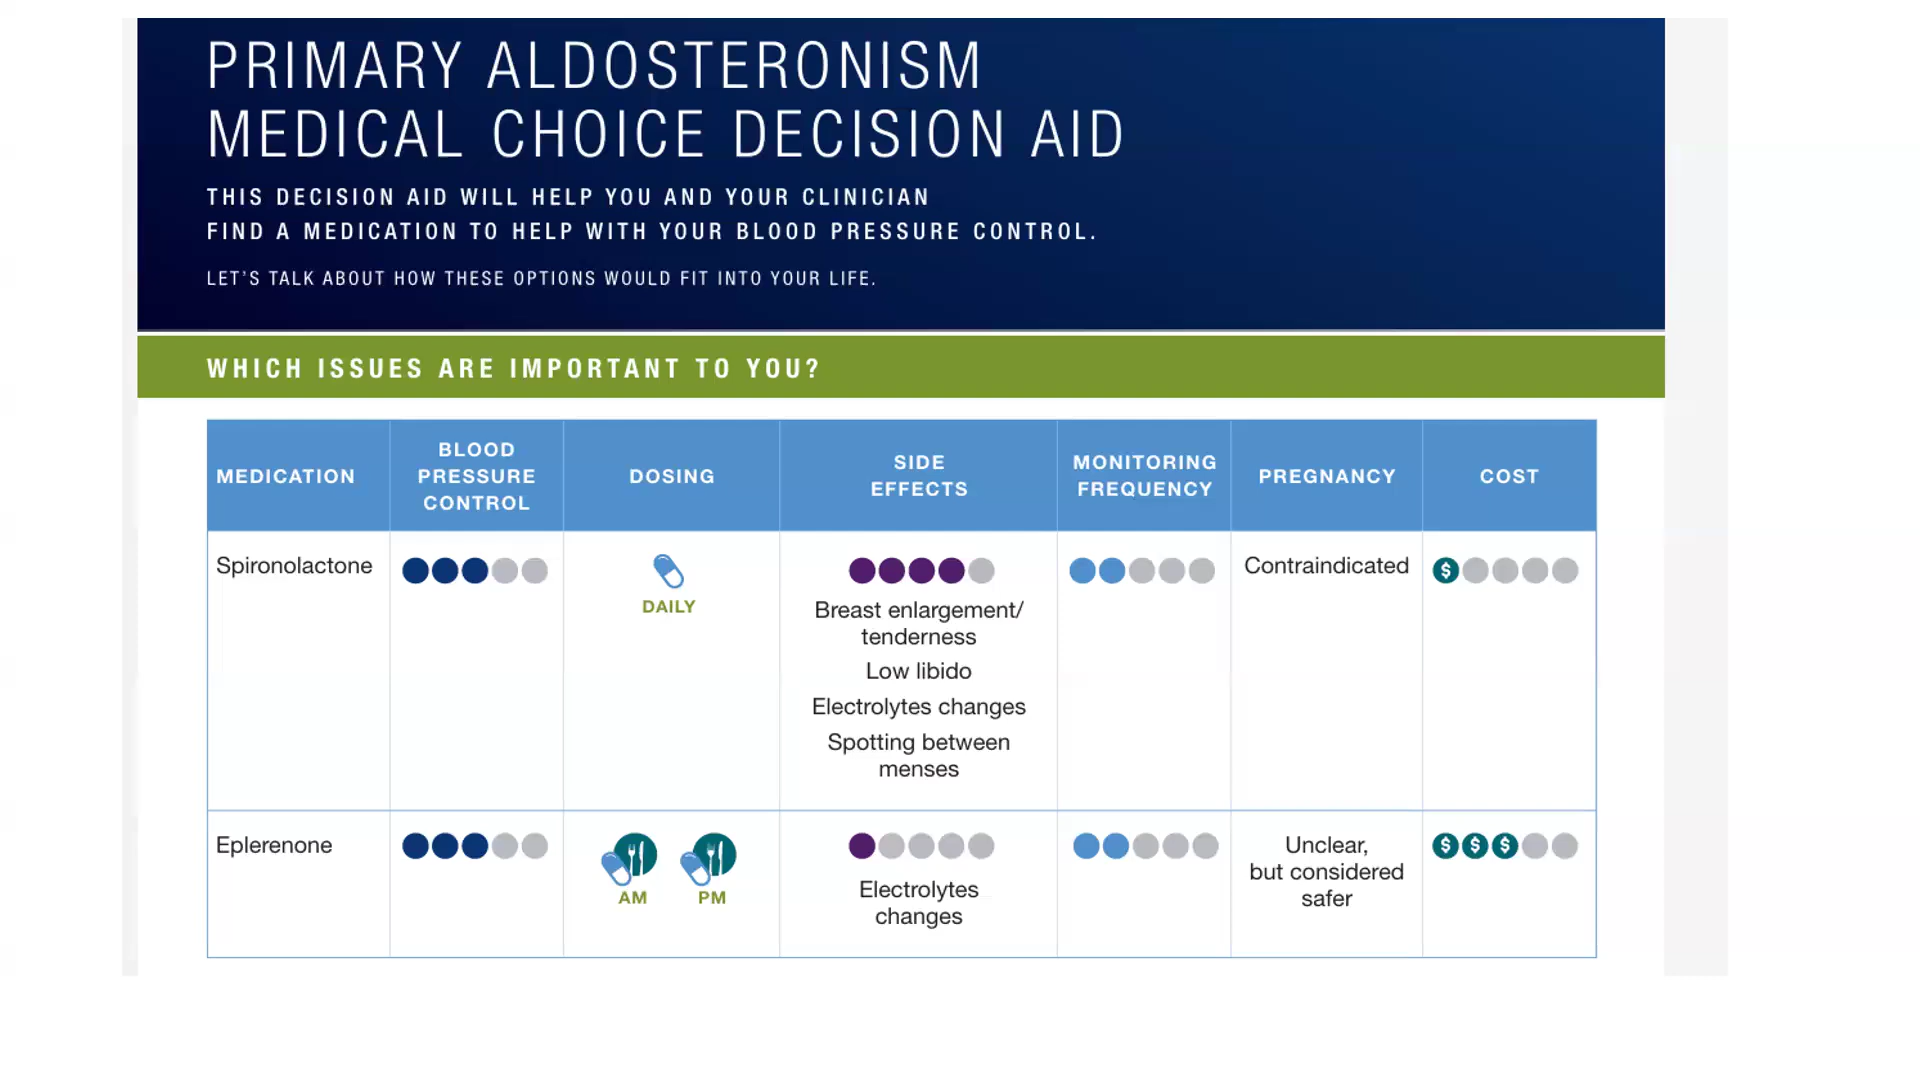 PRIMARY ALDOSTERONISM
MEDICAL CHOICE DECISION AID
THIS DECISION AID WILL HELP YOU AND YOUR CLINICIAN
FIND A MEDICATION TO HELP WITH YOUR BLOOD PRESSURE CONTROL.
LET'S TALK ABOUT HOW THESE OPTIONS WOULD FIT INTO YOUR LIFE.
WHICH ISSUES ARE IMPORTANT TO YOU?
MEDICATION
BLOOD
PRESSURE
CONTROL
DOSING
SIDE
EFFECTS
MONITORING
FREQUENCY
PREGNANCY
COST
Spironolactone
DAILY
Breast enlargement/
tenderness
Low libido
Electrolytes changes
Spotting between
menses
Contraindicated
$
Eplerenone
AM PM
Electrolytes
changes
Unclear,
but considered
safer
$ $ $